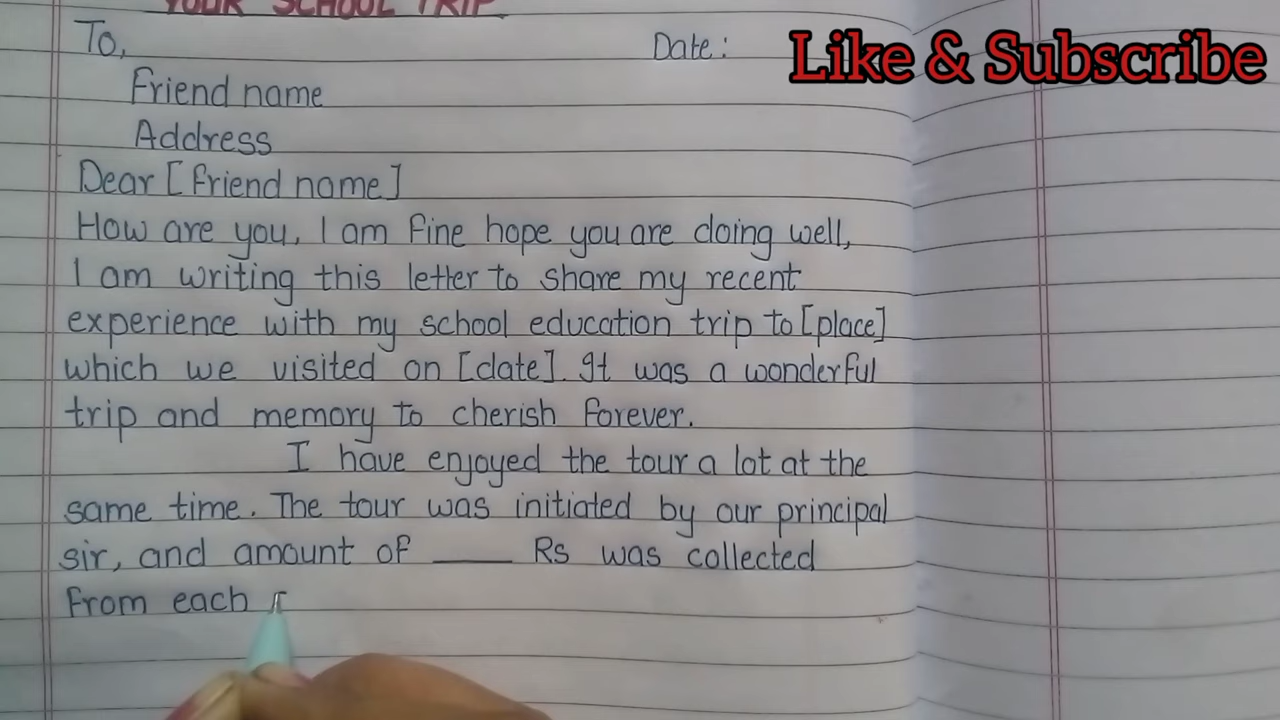 YOUR SCHOOL TRIP
To,
Date:
Like & Subscribe
Friend name
Address
Dear [Friend name]
How are you, I am fine hope you are doing well,
I am writing this letter to share my recent
experience with my school education trip to [place]
which we visited on [date]. It was a wonderful
trip and memory to cherish forever.
I have enjoyed the tour a lot at the
same time. The tour was initiated by our principal
sir, and amount of ____ Rs was collected
from each